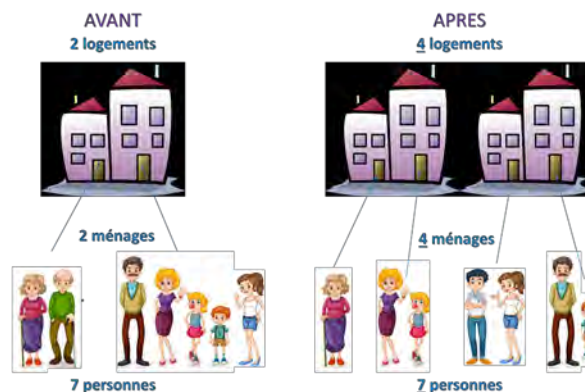 AVANT
2 logements
2 ménages
7 personnes
APRES
4 logements
4 ménages
7 personnes